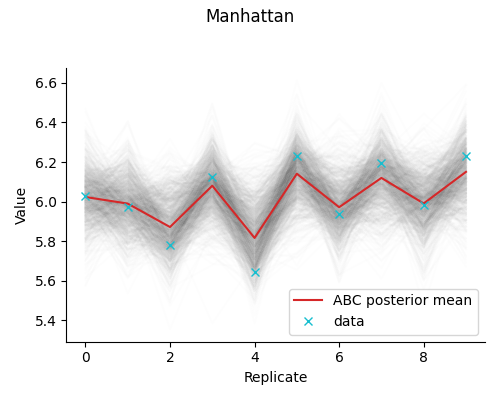 Manhattan
6.6
6.4
6.2
6.0
5.8
5.6
5.4
Value
0
2
4
6
8
Replicate
ABC posterior mean
data